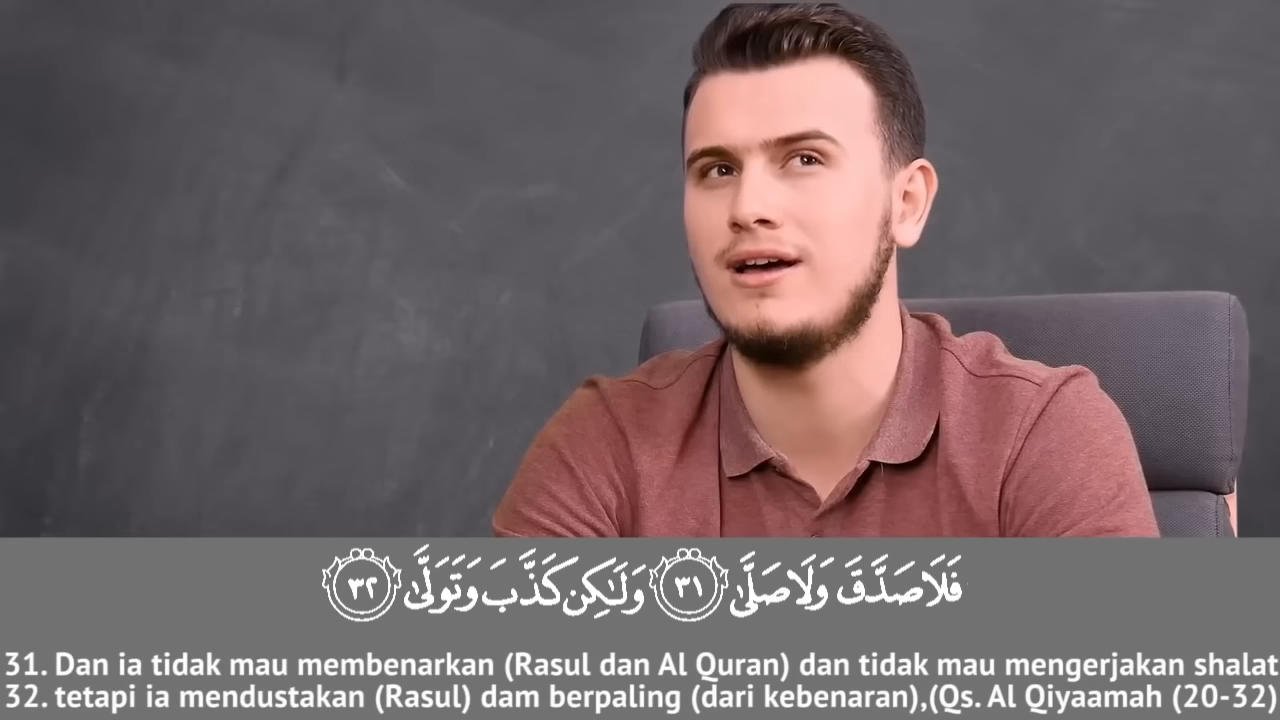 فَلَا صَدَّقَ وَلَا صَلَّىٰ ٣١ وَلَٰكِن كَذَّبَ وَتَوَلَّىٰ ٣٢
31. Dan ia tidak mau membenarkan (Rasul dan Al Quran) dan tidak mau mengerjakan shalat
32. tetapi ia mendustakan (Rasul) dam berpaling (dari kebenaran),(Qs. Al Qiyaamah (20-32)